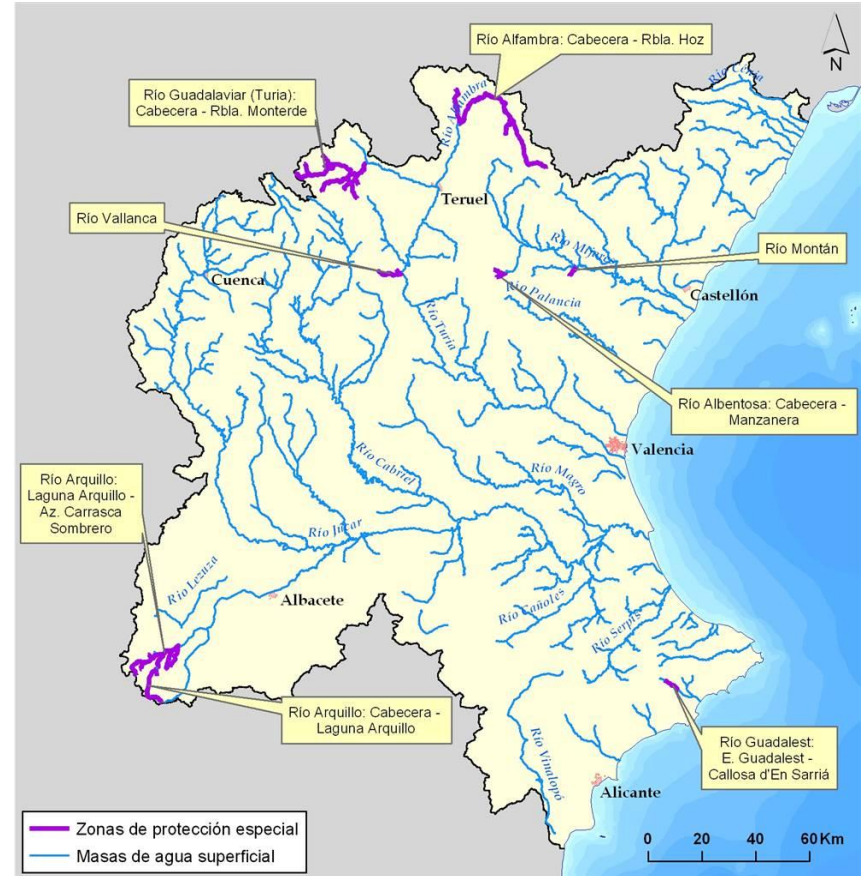 Río Alfambra: Cabecera - Rbla. Hoz
N
Río Cenia
Río Guadalaviar (Turia):
Cabecera - Rbla. Monterde
Río Alfambra
Teruel
Río Vallanca
Río Mijares
Río Montán
Cuenca
Río Palancia
Castellón
Río Turia
Río Albentosa: Cabecera -
Manzanera
Valencia
Río Cabriel
Río Magro
Río Arquillo:
Laguna Arquillo -
Az. Carrasca
Sombrero
Río Júcar
Río Lezuza
Albacete
Río Cañoles
Río Serpis
Río Arquillo: Cabecera -
Laguna Arquillo
Río Vinalopó
Río Guadalest:
E. Guadalest -
Callosa d'En Sarriá
Alicante
Zonas de protección especial
Masas de agua superficial
0 20 40 60 Km